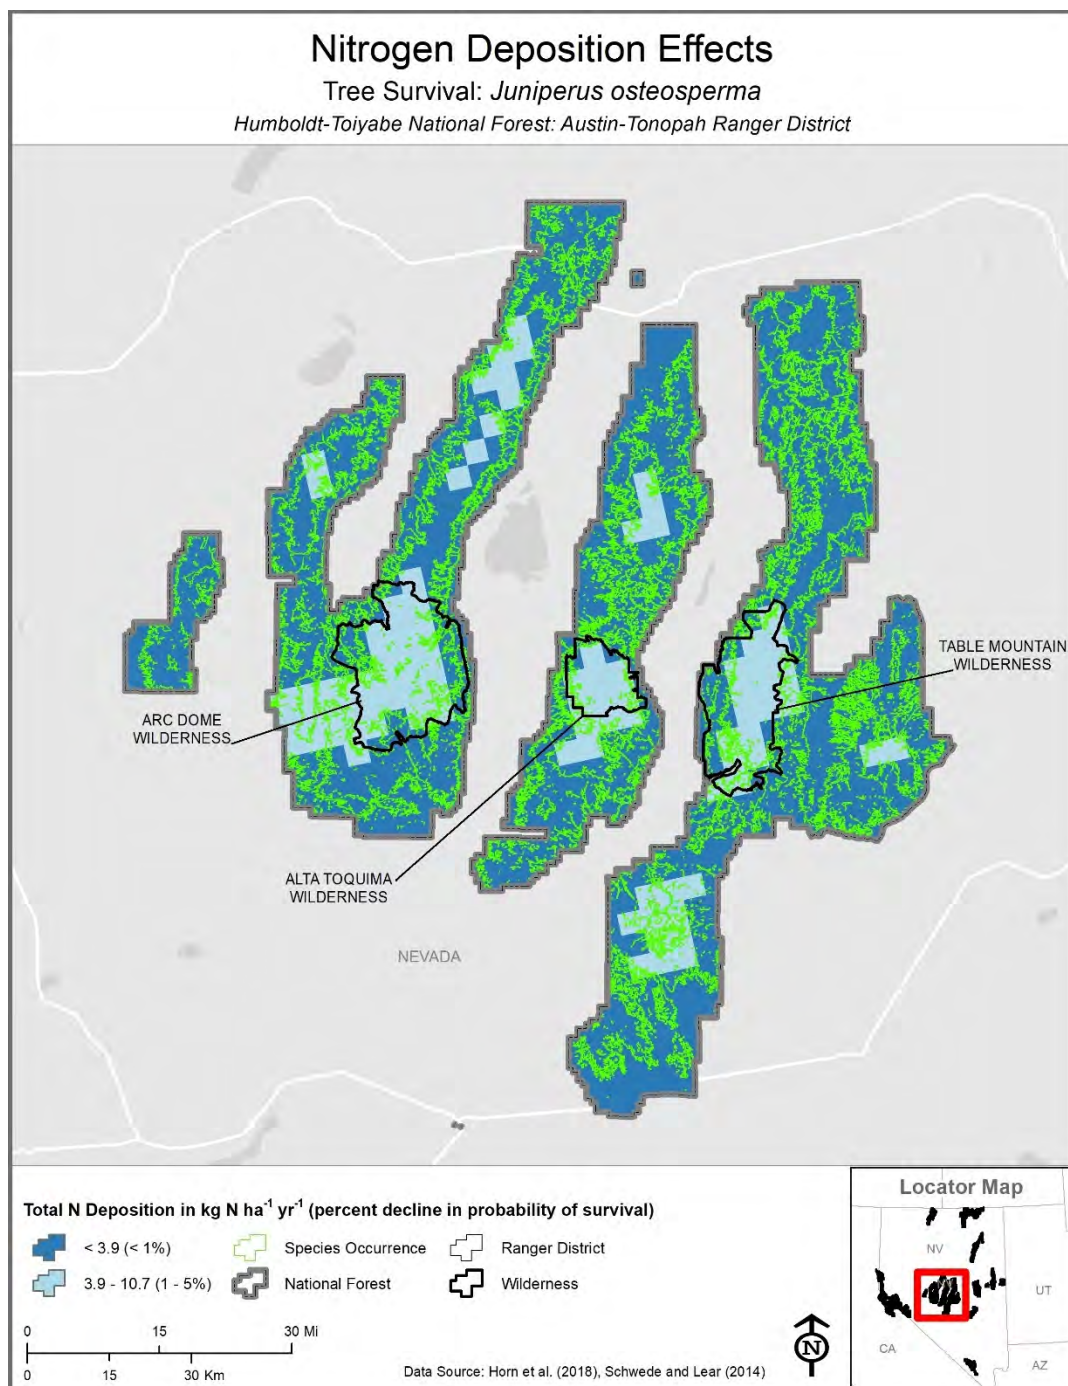 Nitrogen Deposition Effects
Tree Survival: Juniperus osteosperma
Humboldt-Toiyabe National Forest: Austin-Tonopah Ranger District
TABLE MOUNTAIN
WILDERNESS
ARC DOME
WILDERNESS
ALTA TOQUIMA
WILDERNESS
NEVADA
Total N Deposition in kg N ha⁻¹ yr⁻¹ (percent decline in probability of survival)
< 3.9 (< 1%)
Species Occurrence
Ranger District
3.9 - 10.7 (1 - 5%)
National Forest
Wilderness
0 15 30 Mi
0 15 30 Km
N
Data Source: Horn et al. (2018), Schwede and Lear (2014)
Locator Map
NV
UT
CA
AZ